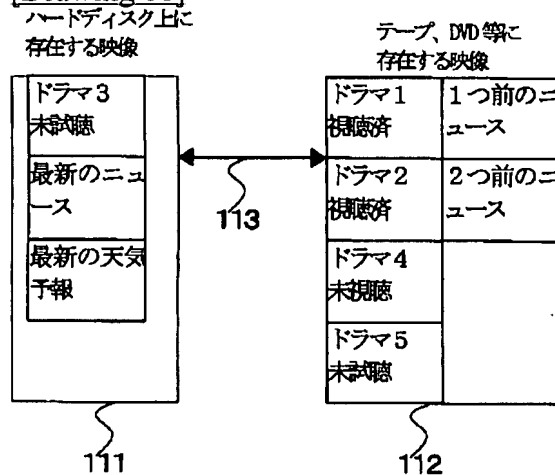 ハードディスク上に
存在する映像
テープ、DVD等に
存在する映像
ドラマ3
未試聴
最新のニュ
ース
最新の天気
予報
ドラマ1
視聴済
1つ前のニ
ュース
ドラマ2
視聴済
2つ前のニ
ュース
ドラマ4
未視聴
ドラマ5
未試聴
113
111
112